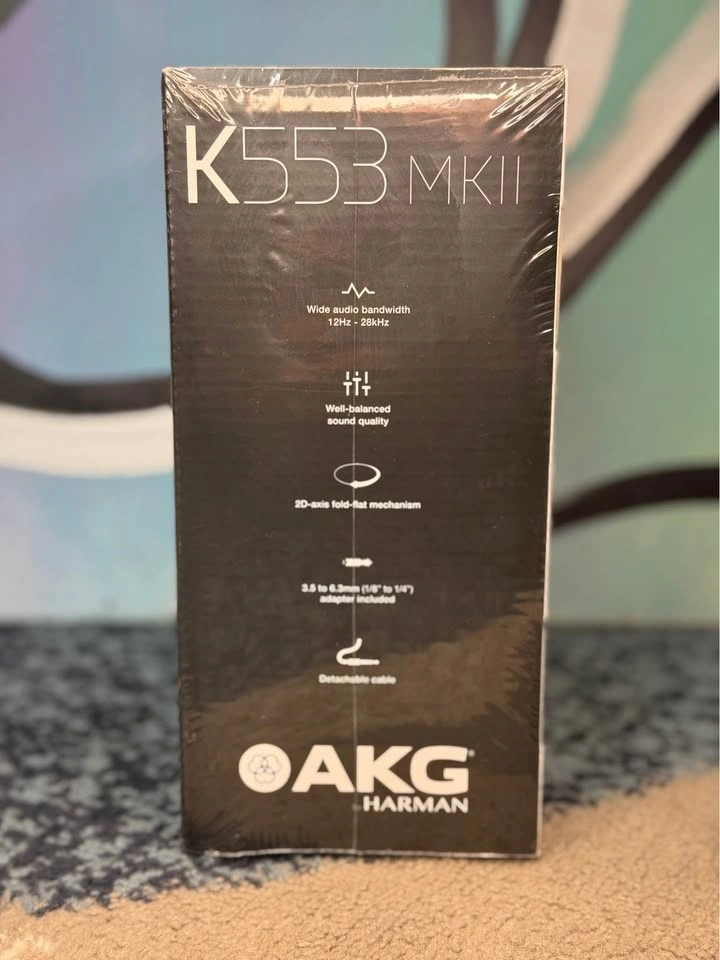 K553 MKII
Wide audio bandwidth
12Hz - 28kHz
Well-balanced
sound quality
2D-axis fold-flat mechanism
3.5 to 6.3mm (1/8" to 1/4")
adapter included
Detachable cable
AKG®
HARMAN